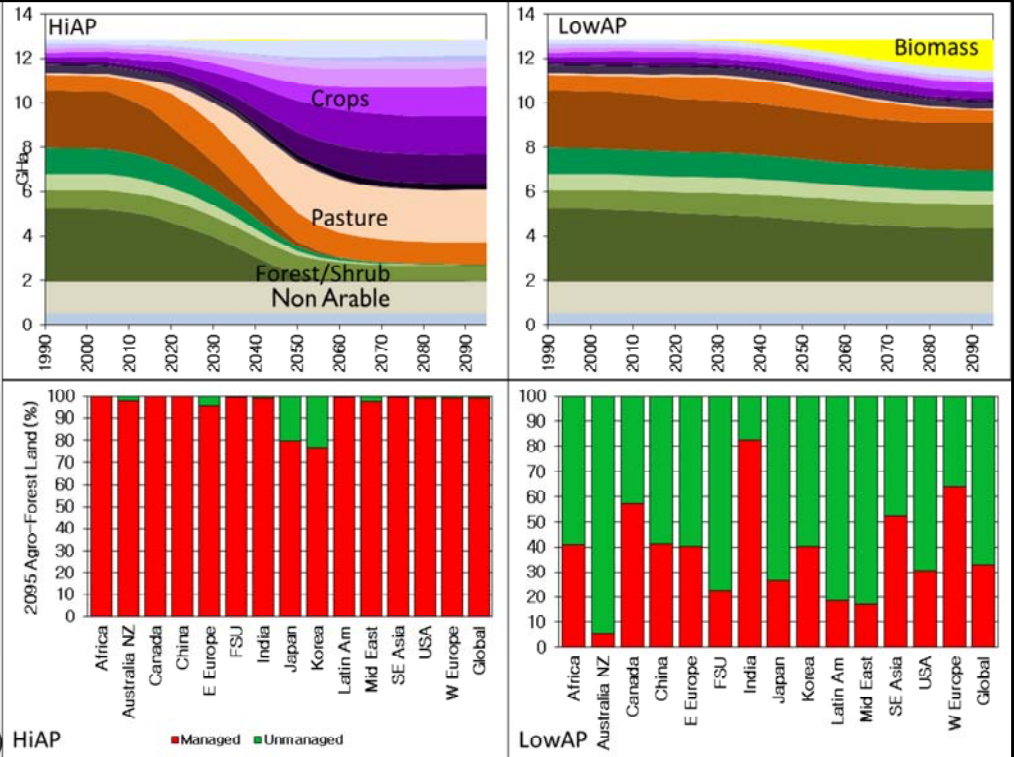 HiAP
14
12
10
8
6
4
2
0
GHa
Crops
Pasture
Forest/Shrub
Non Arable
1990
2000
2010
2020
2030
2040
2050
2060
2070
2080
2090
LowAP
14
12
10
8
6
4
2
0
Biomass
1990
2000
2010
2020
2030
2040
2050
2060
2070
2080
2090
2095 Agro-Forest Land (%)
100
90
80
70
60
50
40
30
20
10
0
Africa
Australia NZ
Canada
China
E Europe
FSU
India
Japan
Korea
Latin Am
Mid East
SE Asia
USA
W Europe
Global
) HiAP
Managed Unmanaged
100
90
80
70
60
50
40
30
20
10
0
Africa
Australia NZ
Canada
China
E Europe
FSU
India
Japan
Korea
Latin Am
Mid East
SE Asia
USA
W Europe
Global
LowAP